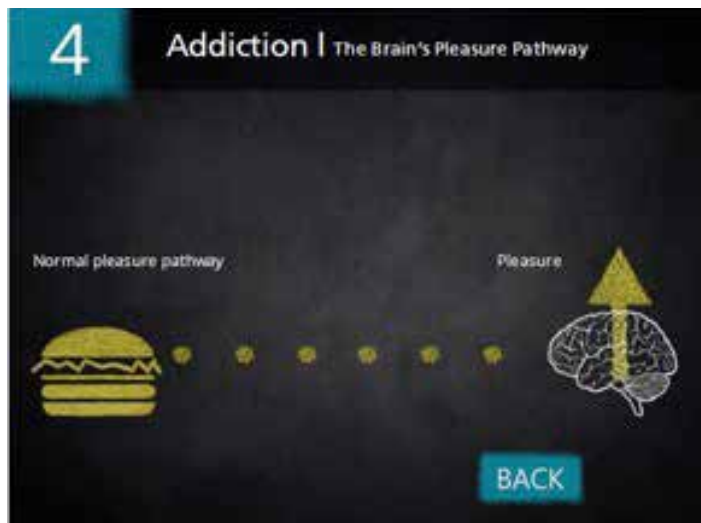 4
Addiction | The Brain's Pleasure Pathway
Normal pleasure pathway
Pleasure
BACK